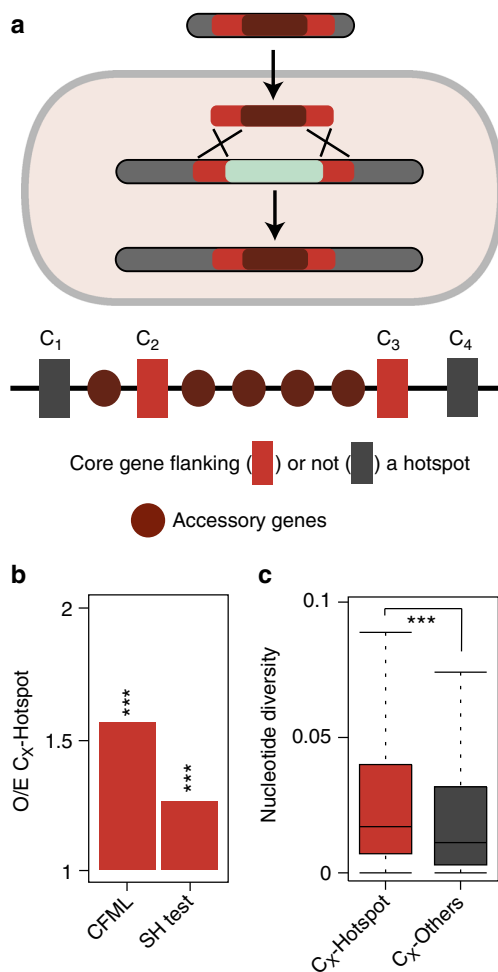 a
C₁ C₂ C₃ C₄
Core gene flanking ( ) or not ( ) a hotspot
Accessory genes
b
2
1.5
1
O/E Cₓ-Hotspot
***
***
CFML
SH test
c
0.1
0.05
0
Nucleotide diversity
***
Cₓ-Hotspot
Cₓ-Others